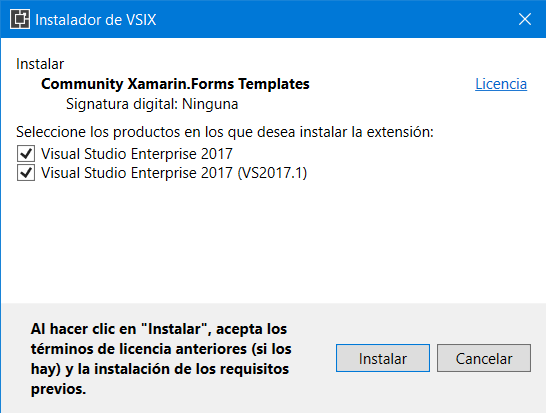 Instalador de VSIX
Instalar
Community Xamarin.Forms Templates
Licencia
Signatura digital: Ninguna
Seleccione los productos en los que desea instalar la extensión:
Visual Studio Enterprise 2017
Visual Studio Enterprise 2017 (VS2017.1)
Al hacer clic en "Instalar", acepta los
términos de licencia anteriores (si los
hay) y la instalación de los requisitos
previos.
Instalar
Cancelar